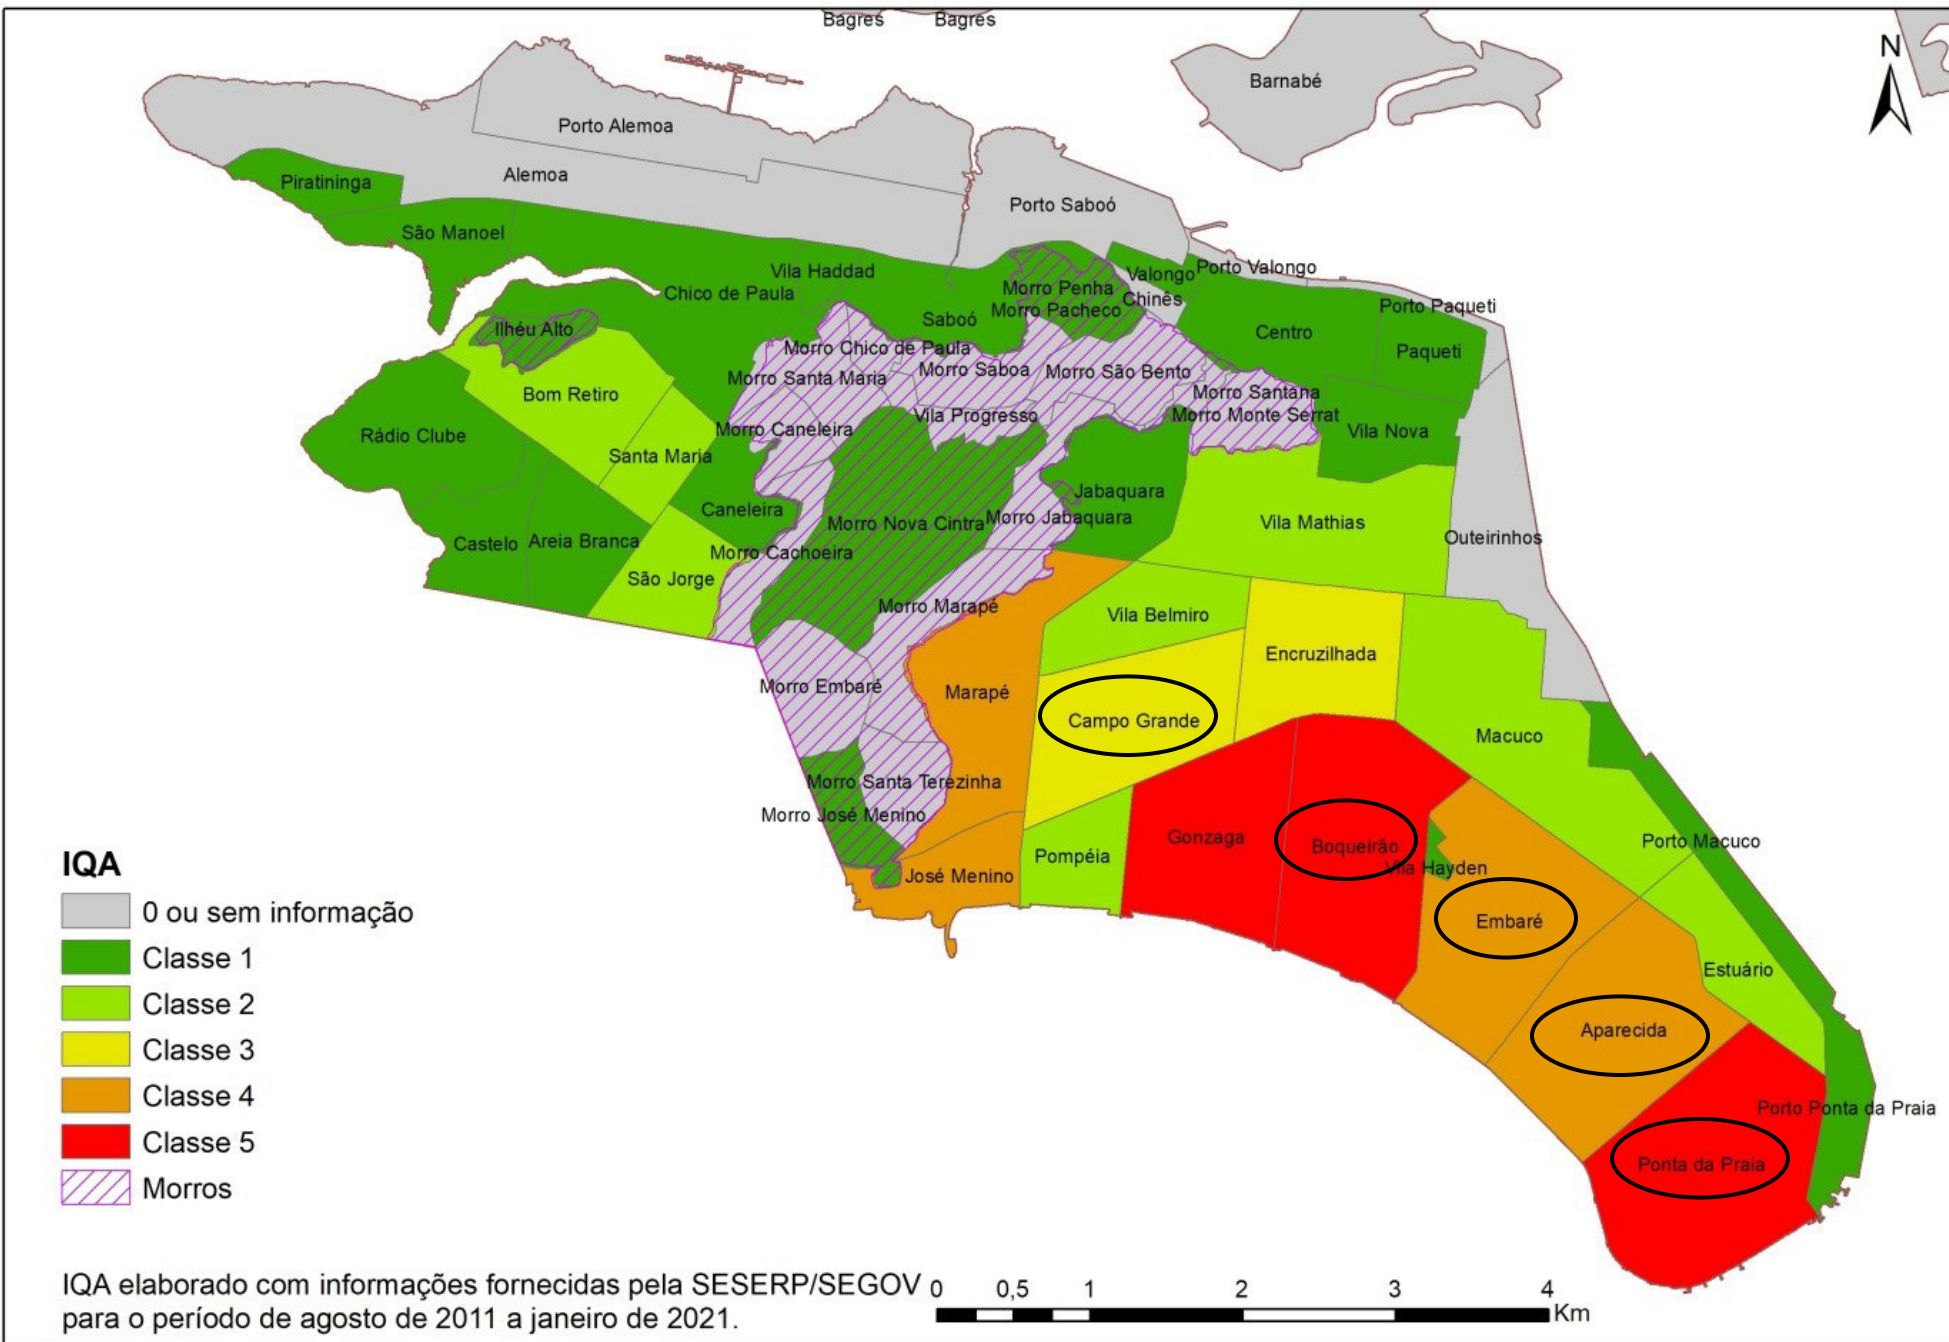 Bagres
Bagres
Barnabé
N
Porto Alemoa
Alemoa
Piratininga
Porto Saboó
São Manoel
Vila Haddad
Valongo
Porto Valongo
Chico de Paula
Morro Penha
Chinês
Morro Pacheco
Porto Paqueti
Saboó
Ilhéu Alto
Centro
Paqueti
Morro Chico de Paula
Morro Saboa
Morro São Bento
Morro Santa Maria
Bom Retiro
Morro Santana
Vila Progresso
Morro Monte Serrat
Morro Caneleira
Vila Nova
Rádio Clube
Santa Maria
Jabaquara
Caneleira
Morro Nova Cintra
Morro Jabaquara
Vila Mathias
Outeirinhos
Castelo
Areia Branca
Morro Cachoeira
São Jorge
Morro Marapé
Vila Belmiro
Encruzilhada
Morro Embaré
Marapé
Campo Grande
Macuco
Morro Santa Terezinha
Morro José Menino
Gonzaga
Boqueirão
Porto Macuco
Pompéia
Vila Hayden
José Menino
Embaré
Estuário
Aparecida
Porto Ponta da Praia
Ponta da Praia
IQA
0 ou sem informação
Classe 1
Classe 2
Classe 3
Classe 4
Classe 5
Morros
IQA elaborado com informações fornecidas pela SESERP/SEGOV
para o período de agosto de 2011 a janeiro de 2021.
0 0,5 1 2 3 4
Km